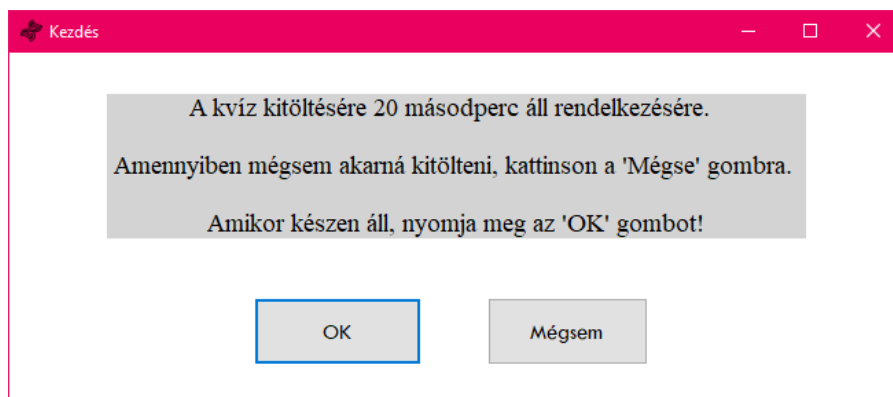 Kezdés
A kvíz kitöltésére 20 másodperc áll rendelkezésére.
Amennyiben mégsem akarná kitölteni, kattinson a 'Mégse' gombra.
Amikor készen áll, nyomja meg az 'OK' gombot!
OK
Mégsem